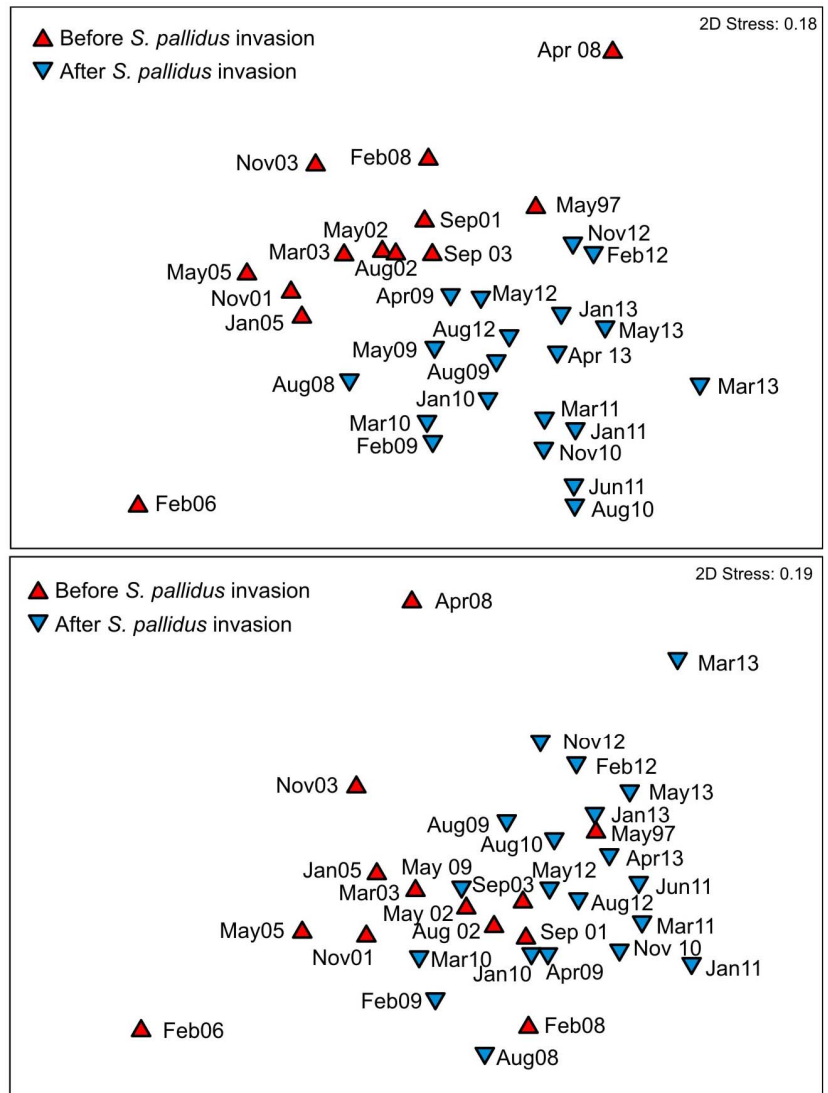 2D Stress: 0.18
Before S. pallidus invasion
After S. pallidus invasion
Apr 08
Nov03
Feb08
May97
Sep01
May02
Nov12
Mar03
Sep 03
Feb12
Aug02
May05
Nov01
Apr09
May12
Jan05
Jan13
Aug12
May13
May09
Apr 13
Aug09
Aug08
Mar13
Jan10
Mar10
Mar11
Jan11
Feb09
Nov10
Jun11
Feb06
Aug10
2D Stress: 0.19
Before S. pallidus invasion
After S. pallidus invasion
Apr08
Mar13
Nov12
Feb12
Nov03
May13
Jan13
Aug09
May97
Aug10
Apr13
Jan05
May 09
May12
Mar03
Sep03
Jun11
Aug12
May 02
May05
Aug 02
Sep 01
Mar11
Nov01
Mar10
Nov 10
Jan10
Apr09
Jan11
Feb09
Feb06
Feb08
Aug08